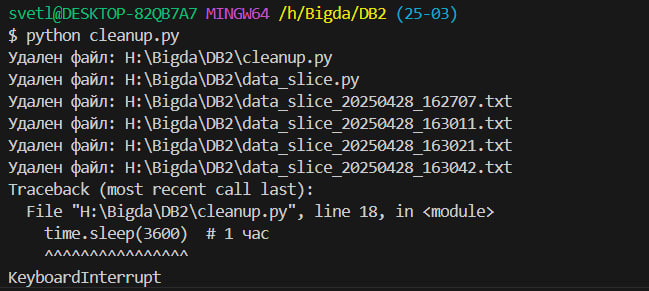 svetl@DESKTOP-82QB7A7 MINGW64 /h/Bigda/DB2 (25-03)
$ python cleanup.py
Удален файл: H:\Bigda\DB2\cleanup.py
Удален файл: H:\Bigda\DB2\data_slice.py
Удален файл: H:\Bigda\DB2\data_slice_20250428_162707.txt
Удален файл: H:\Bigda\DB2\data_slice_20250428_163011.txt
Удален файл: H:\Bigda\DB2\data_slice_20250428_163021.txt
Удален файл: H:\Bigda\DB2\data_slice_20250428_163042.txt
Traceback (most recent call last):
  File "H:\Bigda\DB2\cleanup.py", line 18, in <module>
    time.sleep(3600)  # 1 час
    ^^^^^^^^^^^^^^^^
KeyboardInterrupt